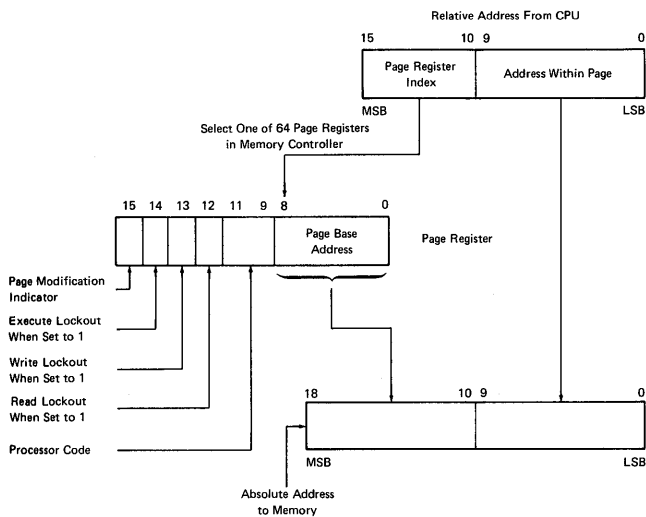 Relative Address From CPU
15 10 9 0
Page Register Index
Address Within Page
MSB LSB
Select One of 64 Page Registers
in Memory Controller
15 14 13 12 11 9 8 0
Page Base
Address
Page Register
Page Modification
Indicator
Execute Lockout
When Set to 1
Write Lockout
When Set to 1
Read Lockout
When Set to 1
Processor Code
18 10 9 0
MSB LSB
Absolute Address
to Memory